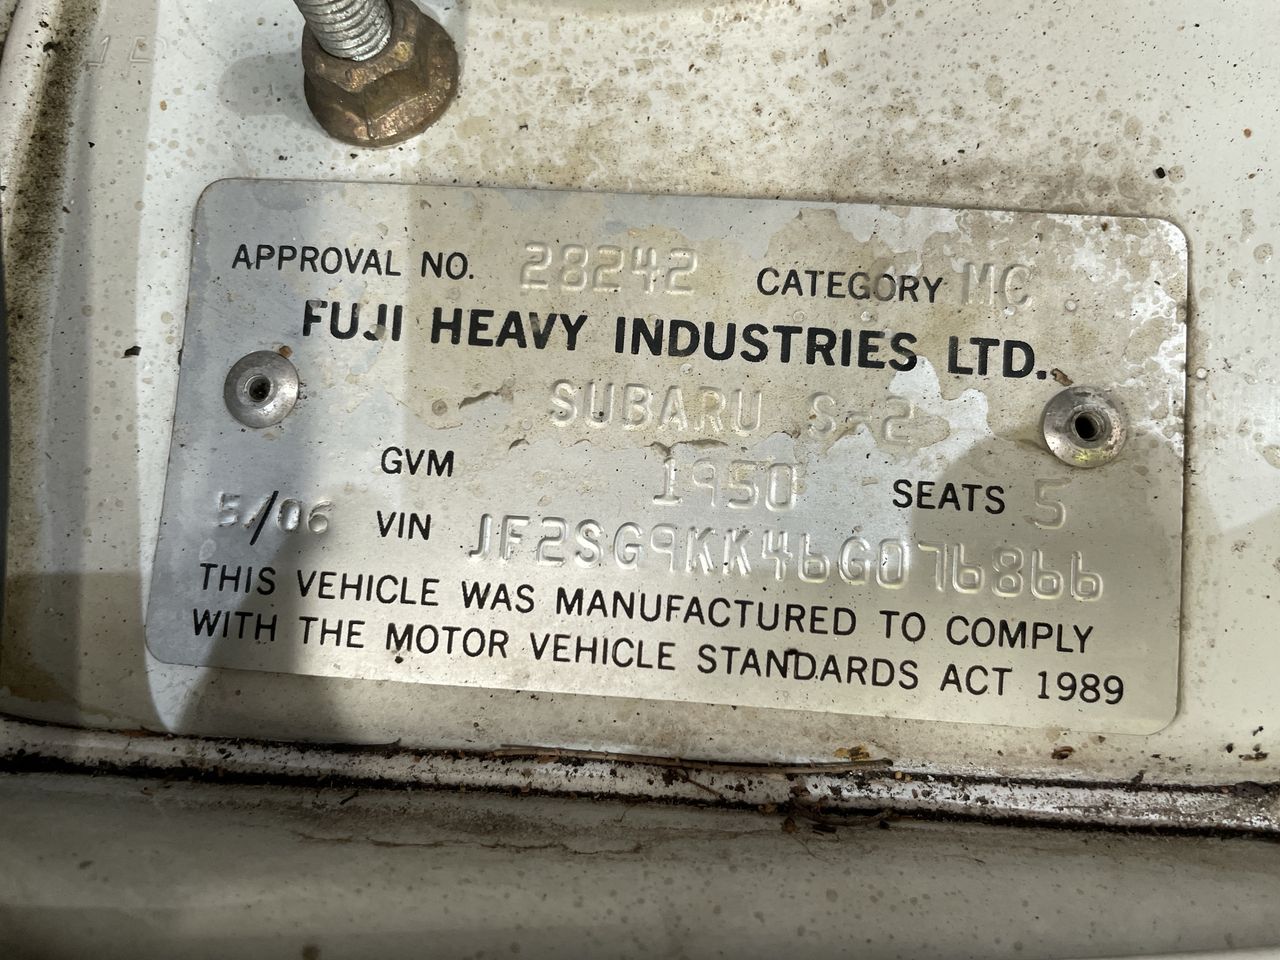 APPROVAL NO. 28242 CATEGORY MC
FUJI HEAVY INDUSTRIES LTD.
SUBARU S-2
GVM 1950 SEATS 5
5/06 VIN JF2SG9KK46G076866
THIS VEHICLE WAS MANUFACTURED TO COMPLY
WITH THE MOTOR VEHICLE STANDARDS ACT 1989